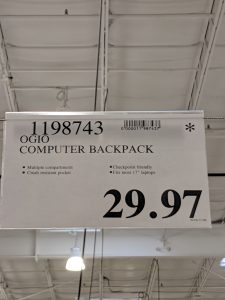 1198743 *
OGIO
COMPUTER BACKPACK
• Multiple compartments • Checkpoint friendly
• Crush resistant pocket • Fits most 17" laptops
29.97